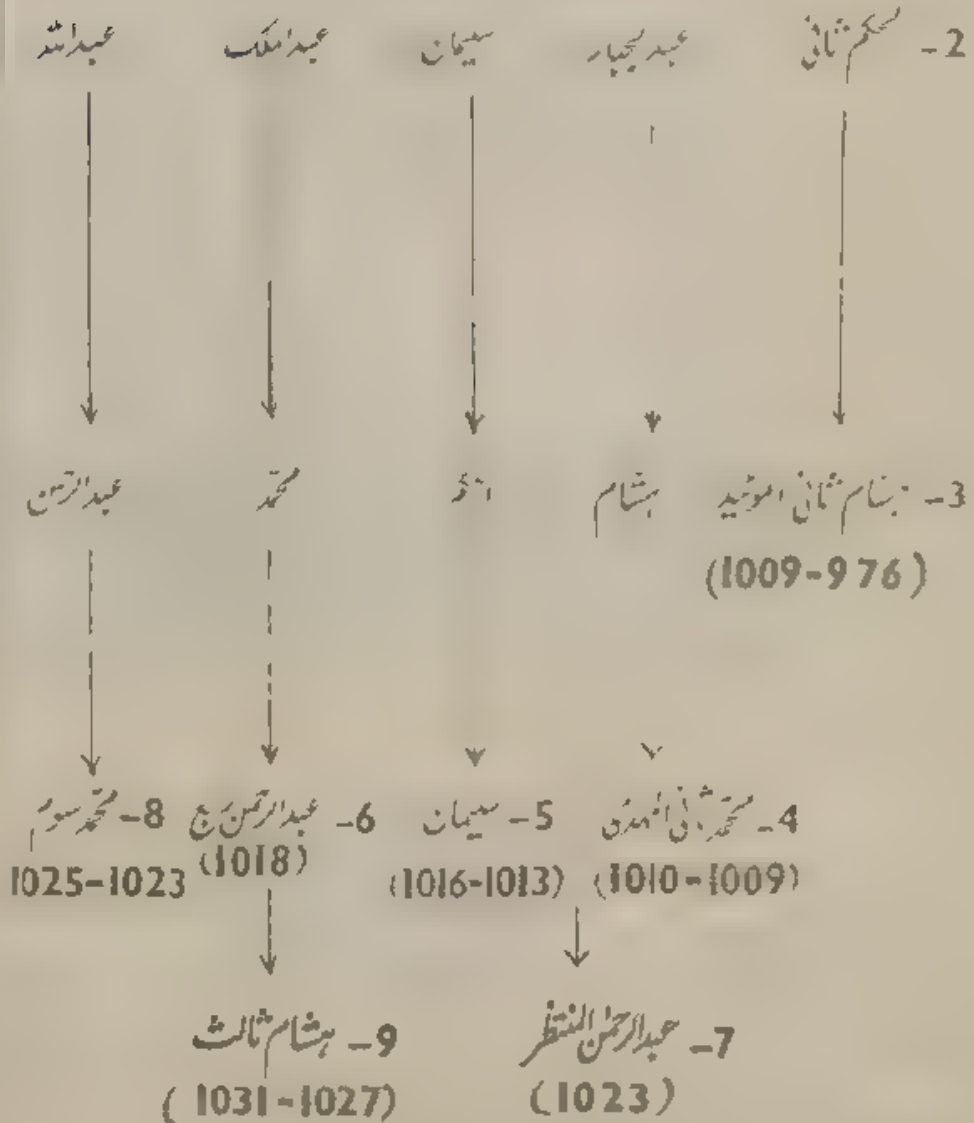 2- حکم ثانی عبدالجبار سلیمان عبدالملک عبداللہ
3- ہشام ثانی الموئید ہشام محمد عبدالرحمن
(1009-976)
4- محمد ثانی المہدی 5- سلیمان 6- عبدالرحمن 8- محمد سوم
(1010-1009) (1016-1013) (1018) 1025-1023
7- عبدالرحمٰن المنتظر 9- ہشام ثالث
(1023) (1031-1027)